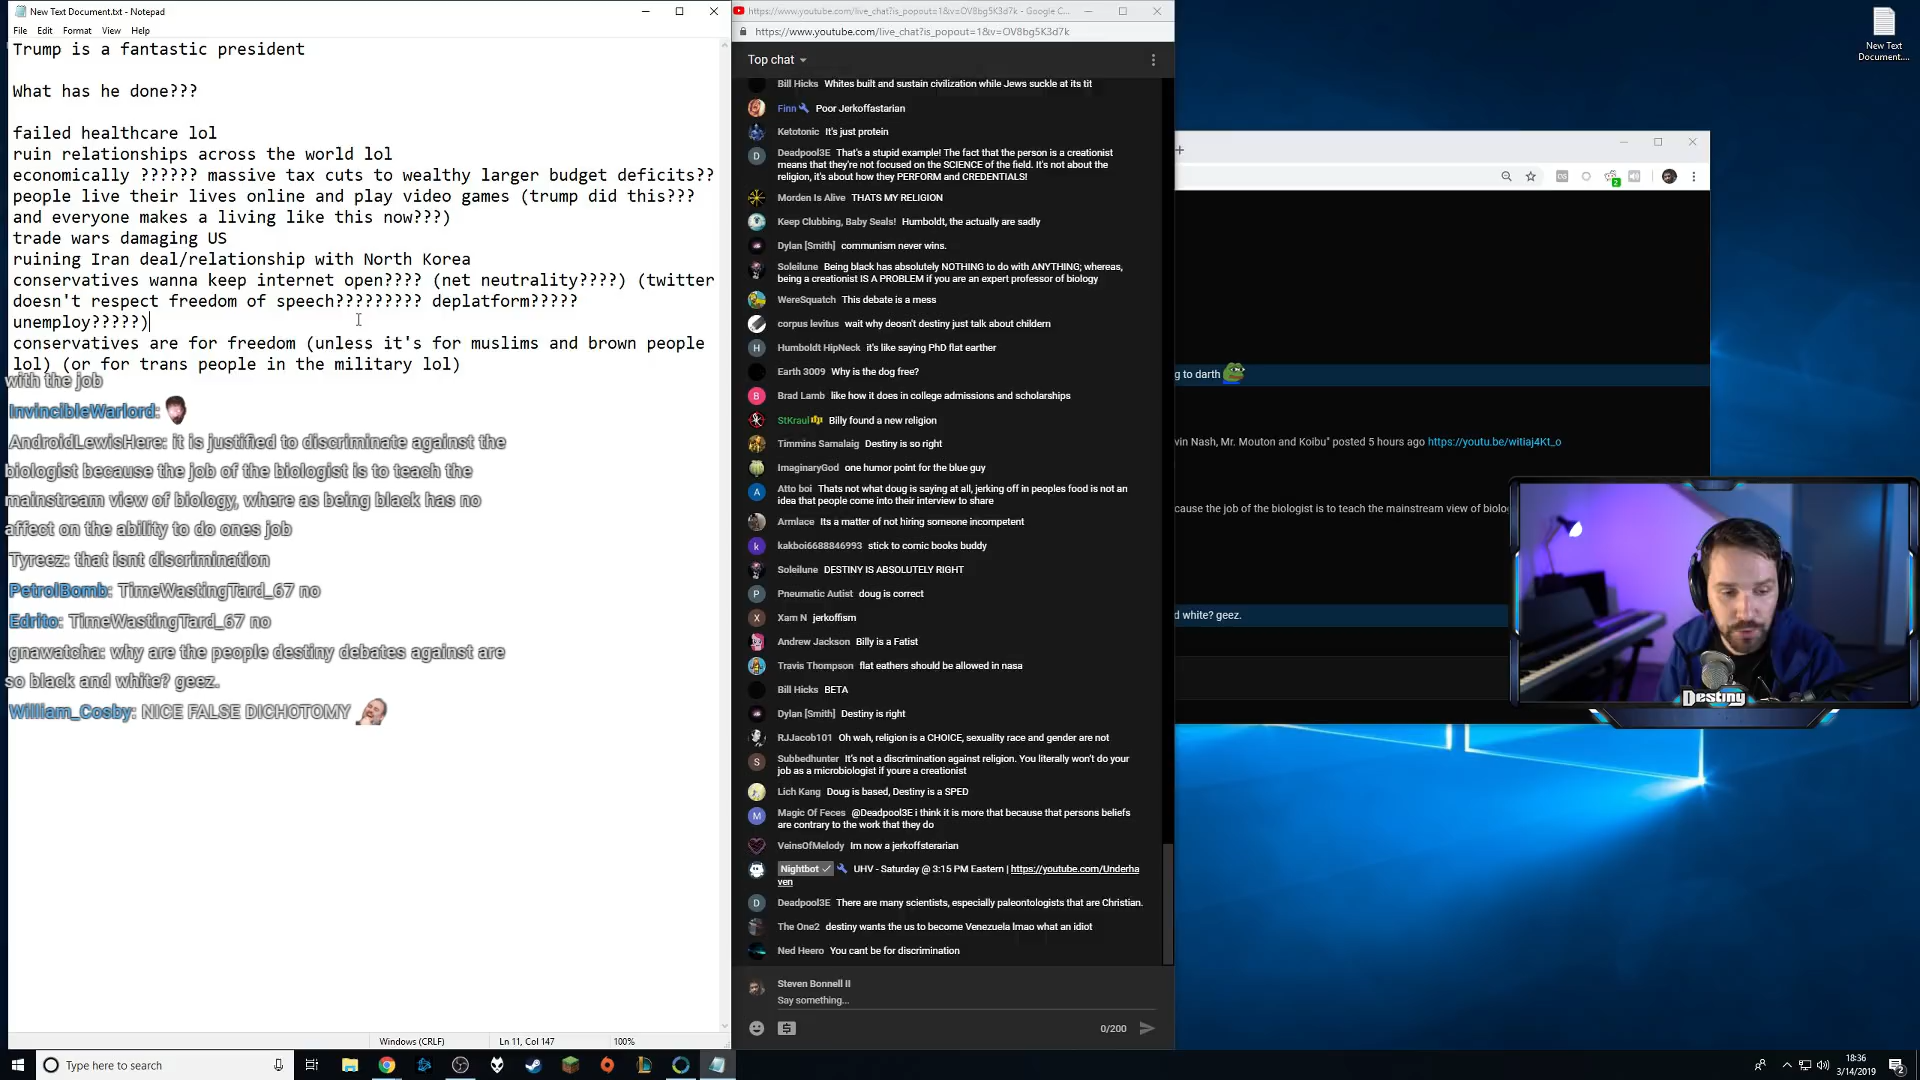 New Text Document.txt - Notepad
File Edit Format View Help
Trump is a fantastic president
What has he done???
failed healthcare lol
ruin relationships across the world lol
economically ?????? massive tax cuts to wealthy larger budget deficits??
people live their lives online and play video games (trump did this???
and everyone makes a living like this now???)
trade wars damaging US
ruining Iran deal/relationship with North Korea
conservatives wanna keep internet open???? (net neutrality????) (twitter
doesn't respect freedom of speech????????? deplatform?????
unemploy?????)
conservatives are for freedom (unless it's for muslims and brown people
lol) (or for trans people in the military lol)
with the job
InvincibleWarlord:
AndroidLewisHere: it is justified to discriminate against the
biologist because the job of the biologist is to teach the
mainstream view of biology, where as being black has no
affect on the ability to do ones job
Tyreez: that isnt discrimination
PetrolBomb: TimeWastingTard_67 no
Edrito: TimeWastingTard_67 no
gnawatcha: why are the people destiny debates against are
so black and white? geez.
William_Cosby: NICE FALSE DICHOTOMY
Windows (CRLF) Ln 11, Col 147 100%
https://www.youtube.com/live_chat?is_popout=1&v=OV8bg5K3d7k - Google C...
https://www.youtube.com/live_chat?is_popout=1&v=OV8bg5K3d7k
Top chat
Bill Hicks Whites built and sustain civilization while Jews suckle at its tit
Finn Poor Jerkoffastarian
Ketotonic It's just protein
Deadpool3E That's a stupid example! The fact that the person is a creationist
means that they're not focused on the SCIENCE of the field. It's not about the
religion, it's about how they PERFORM and CREDENTIALS!
Morden Is Alive THATS MY RELIGION
Keep Clubbing, Baby Seals! Humboldt, the actually are sadly
Dylan [Smith] communism never wins.
Soleilune Being black has absolutely NOTHING to do with ANYTHING; whereas,
being a creationist IS A PROBLEM if you are an expert professor of biology
WereSquatch This debate is a mess
corpus levitus wait why deosn't destiny just talk about childern
Humboldt HipNeck it's like saying PhD flat earther
Earth 3009 Why is the dog free?
Brad Lamb like how it does in college admissions and scholarships
StKraul Billy found a new religion
Timmins Samalaig Destiny is so right
ImaginaryGod one humor point for the blue guy
Atto boi Thats not what doug is saying at all, jerking off in peoples food is not an
idea that people come into their interview to share
Armlace Its a matter of not hiring someone incompetent
kakboi6688846993 stick to comic books buddy
Soleilune DESTINY IS ABSOLUTELY RIGHT
Pneumatic Autist doug is correct
Xam N jerkoffism
Andrew Jackson Billy is a Fatist
Travis Thompson flat eathers should be allowed in nasa
Bill Hicks BETA
Dylan [Smith] Destiny is right
RJJacob101 Oh wah, religion is a CHOICE, sexuality race and gender are not
Subbedhunter It's not a discrimination against religion. You literally won't do your
job as a microbiologist if youre a creationist
Lich Kang Doug is based, Destiny is a SPED
Magic Of Feces @Deadpool3E i think it is more that because that persons beliefs
are contrary to the work that they do
VeinsOfMelody Im now a jerkoffsterarian
Nightbot UHV - Saturday @ 3:15 PM Eastern | https://youtube.com/Underha
ven
Deadpool3E There are many scientists, especially paleontologists that are Christian.
The One2 destiny wants the us to become Venezuela lmao what an idiot
Ned Heero You cant be for discrimination
Steven Bonnell II
Say something...
0/200
New Text
Document....
g to darth
vin Nash, Mr. Mouton and Koibu" posted 5 hours ago https://youtu.be/witiaj4Kt_o
cause the job of the biologist is to teach the mainstream view of biolo
d white? geez.
Destiny
Type here to search
18:36
3/14/2019